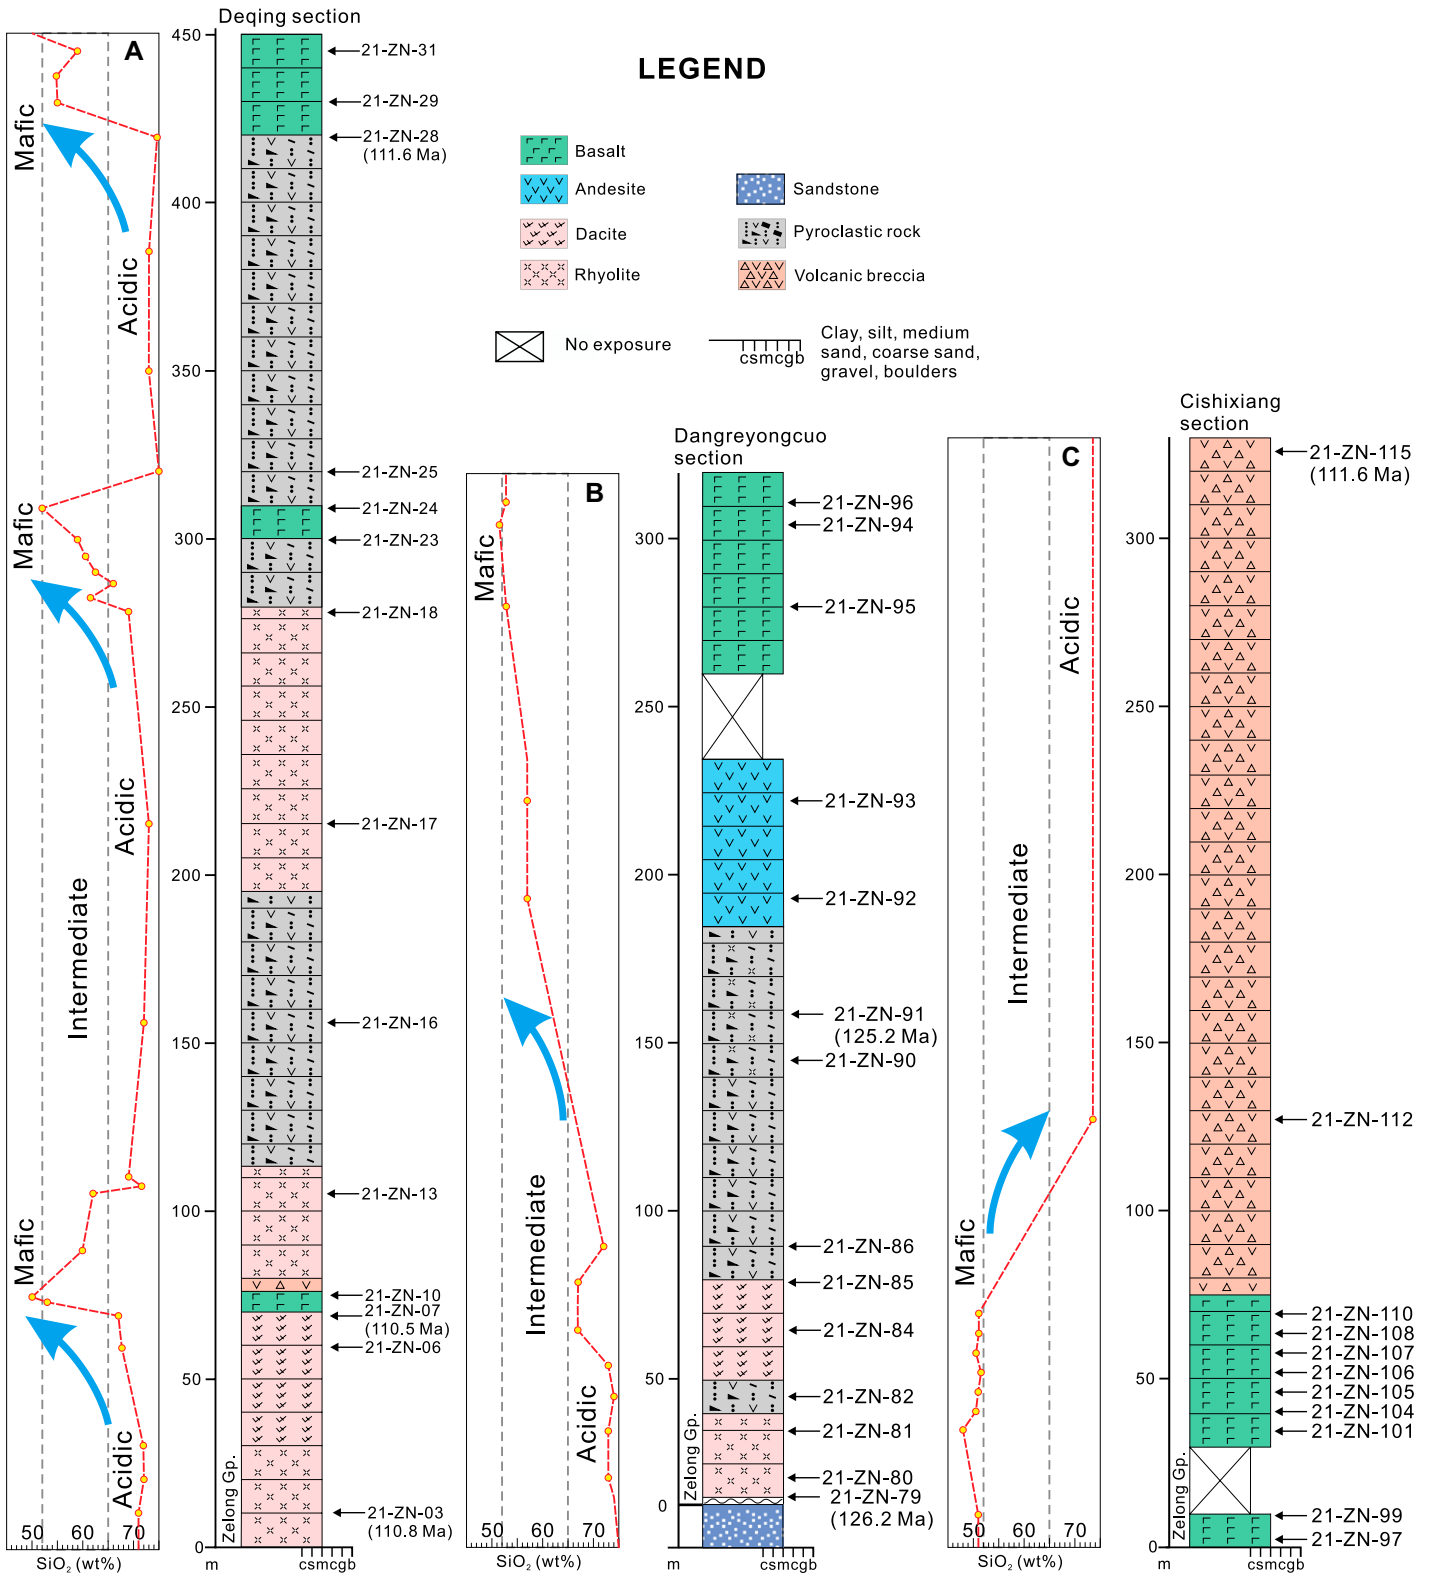 Deqing section
A
Mafic
Acidic
Mafic
Acidic
Intermediate
Mafic
Acidic
50 60 70
SiO₂ (wt%)
450
400
350
300
250
200
150
100
50
0
m
Zelong Gp.
csmcgb
21-ZN-31
21-ZN-29
21-ZN-28
(111.6 Ma)
21-ZN-25
21-ZN-24
21-ZN-23
21-ZN-18
21-ZN-17
21-ZN-16
21-ZN-13
21-ZN-10
21-ZN-07
(110.5 Ma)
21-ZN-06
21-ZN-03
(110.8 Ma)
LEGEND
Basalt
Andesite
Dacite
Rhyolite
Sandstone
Pyroclastic rock
Volcanic breccia
No exposure
csmcgb
Clay, silt, medium
sand, coarse sand,
gravel, boulders
B
Mafic
Intermediate
Acidic
50 60 70
SiO₂ (wt%)
Dangreyongcuo
section
300
250
200
150
100
50
0
m
Zelong Gp.
csmcgb
21-ZN-96
21-ZN-94
21-ZN-95
21-ZN-93
21-ZN-92
21-ZN-91
(125.2 Ma)
21-ZN-90
21-ZN-86
21-ZN-85
21-ZN-84
21-ZN-82
21-ZN-81
21-ZN-80
21-ZN-79
(126.2 Ma)
C
Acidic
Intermediate
Mafic
50 60 70
SiO₂ (wt%)
Cishixiang
section
300
250
200
150
100
50
0
m
Zelong Gp.
csmcgb
21-ZN-115
(111.6 Ma)
21-ZN-112
21-ZN-110
21-ZN-108
21-ZN-107
21-ZN-106
21-ZN-105
21-ZN-104
21-ZN-101
21-ZN-99
21-ZN-97